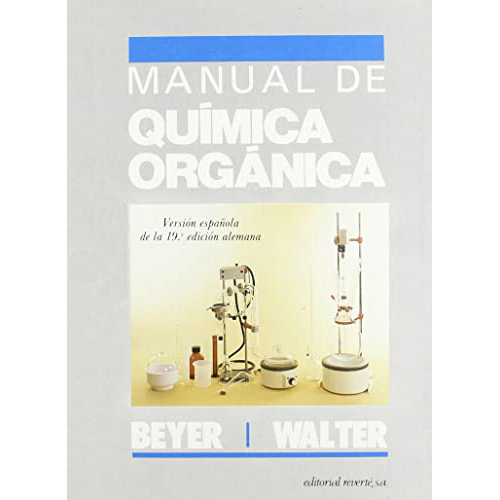 MANUAL DE
QUÍMICA
ORGÁNICA
Versión española
de la 19.ª edición alemana
BEYER | WALTER
editorial reverté, s.a.